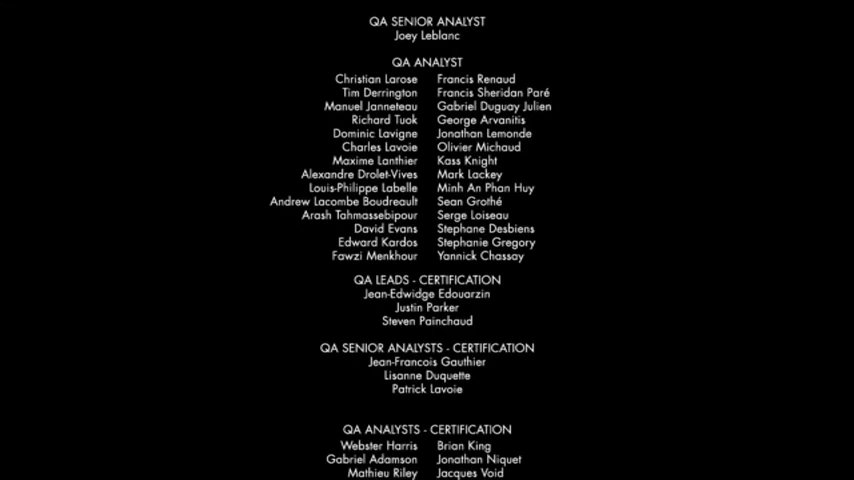 QA SENIOR ANALYST
Joey Leblanc
QA ANALYST
Christian Larose Francis Renaud
Tim Derrington Francis Sheridan Paré
Manuel Janneteau Gabriel Duguay Julien
Richard Tuok George Arvanitis
Dominic Lavigne Jonathan Lemonde
Charles Lavoie Olivier Michaud
Maxime Lanthier Kass Knight
Alexandre Drolet-Vives Mark Lackey
Louis-Philippe Labelle Minh An Phan Huy
Andrew Lacombe Boudreault Sean Grothé
Arash Tahmassebipour Serge Loiseau
David Evans Stephane Desbiens
Edward Kardos Stephanie Gregory
Fawzi Menkhour Yannick Chassay
QA LEADS - CERTIFICATION
Jean-Edwidge Edouarzin
Justin Parker
Steven Painchaud
QA SENIOR ANALYSTS - CERTIFICATION
Jean-Francois Gauthier
Lisanne Duquette
Patrick Lavoie
QA ANALYSTS - CERTIFICATION
Webster Harris Brian King
Gabriel Adamson Jonathan Niquet
Mathieu Riley Jacques Void